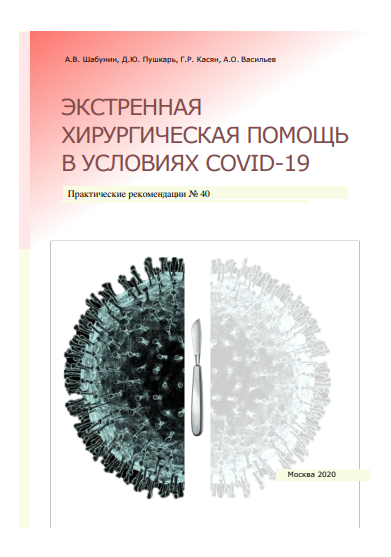 А.В. Шабунин, Д.Ю. Пушкарь, Г.Р. Касян, А.О. Васильев
ЭКСТРЕННАЯ
ХИРУРГИЧЕСКАЯ ПОМОЩЬ
В УСЛОВИЯХ COVID-19
Практические рекомендации № 40
Москва 2020